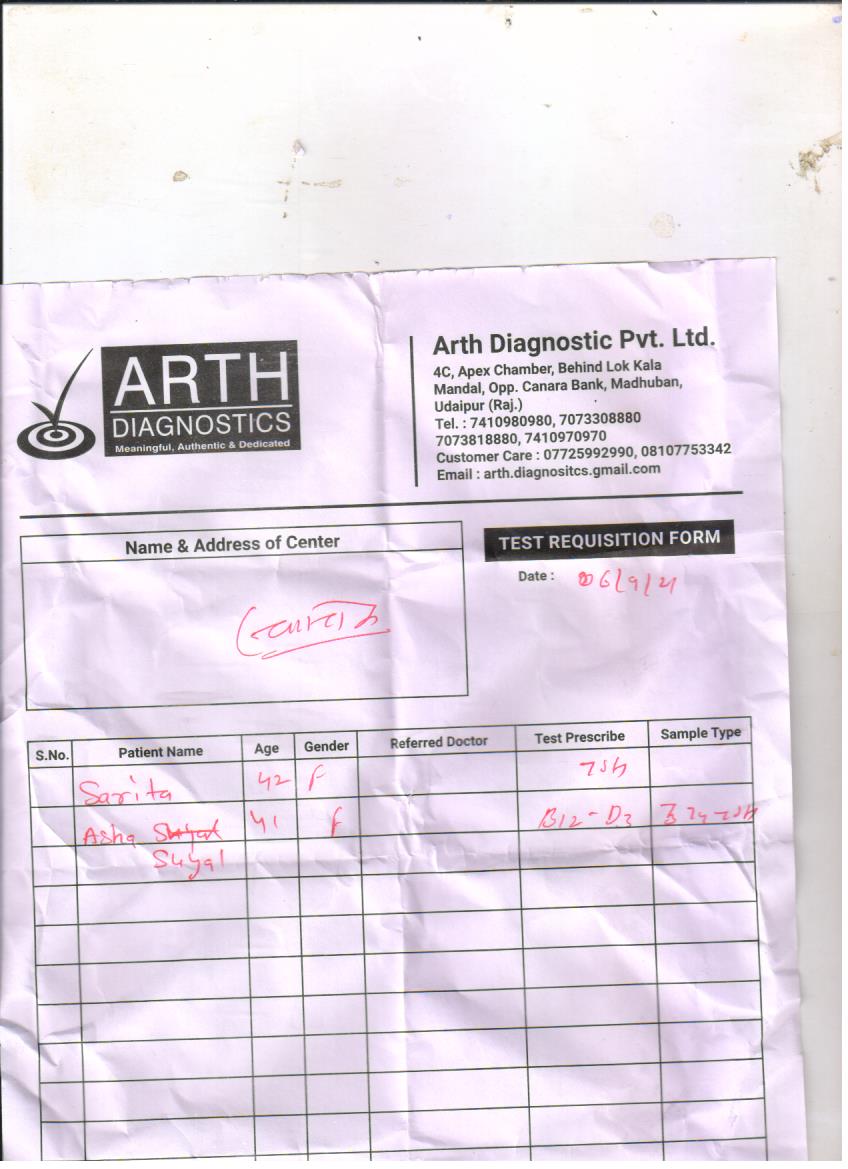 ARTH
DIAGNOSTICS
Meaningful, Authentic & Dedicated
Arth Diagnostic Pvt. Ltd.
4C, Apex Chamber, Behind Lok Kala
Mandal, Opp. Canara Bank, Madhuban,
Udaipur (Raj.)
Tel. : 7410980980, 7073308880
7073818880, 7410970970
Customer Care : 07725992990, 08107753342
Email : arth.diagnositcs.gmail.com
Name & Address of Center
TEST REQUISITION FORM
Date : 06/9/21
S.No. Patient Name Age Gender Referred Doctor Test Prescribe Sample Type
Sarita 42 F TSH
Asha 41 F B12-D3
Suyal